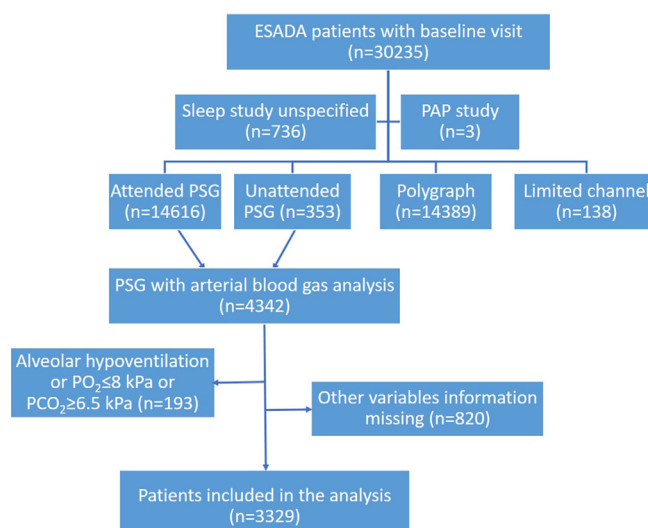 ESADA patients with baseline visit
(n=30235)
Sleep study unspecified
(n=736)
PAP study
(n=3)
Attended PSG
(n=14616)
Unattended
PSG (n=353)
Polygraph
(n=14389)
Limited channel
(n=138)
PSG with arterial blood gas analysis
(n=4342)
Alveolar hypoventilation
or PO₂≤8 kPa or
PCO₂≥6.5 kPa (n=193)
Other variables information
missing (n=820)
Patients included in the analysis
(n=3329)